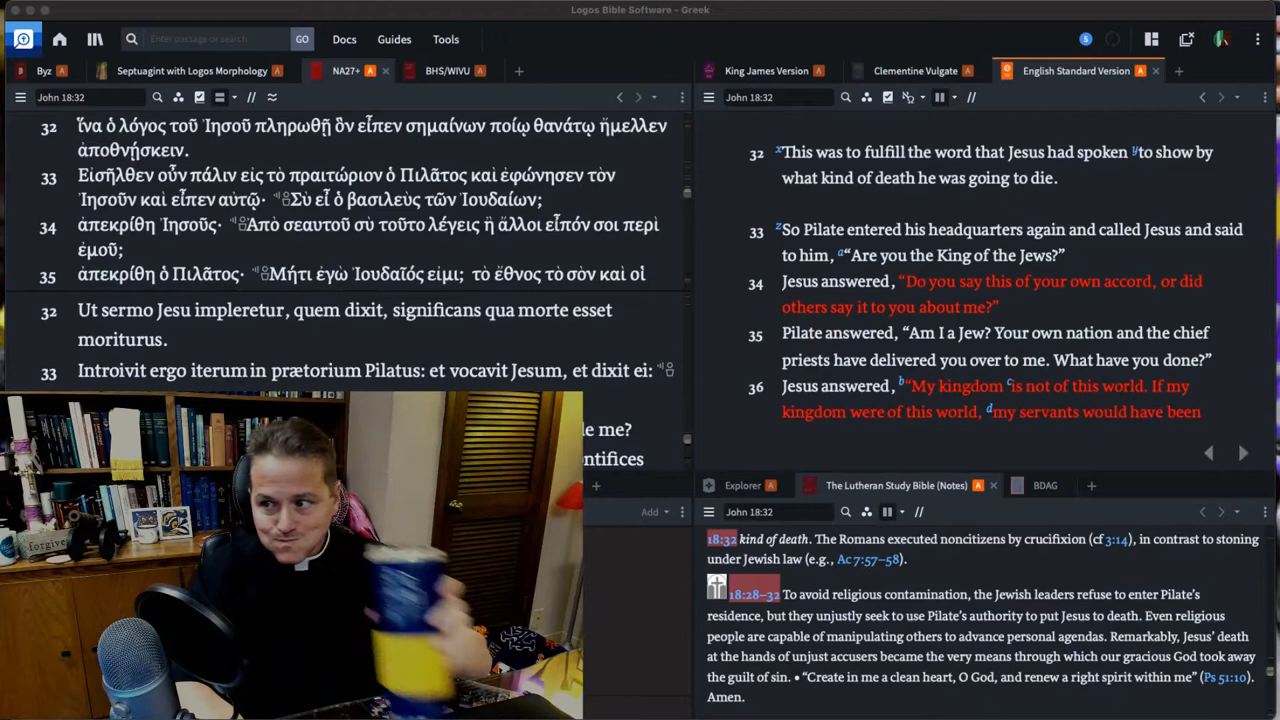 Logos Bible Software - Greek
Enter passage or search
GO
Docs
Guides
Tools
5
Byz A
Septuagint with Logos Morphology A
NA27+ A
BHS/WIVU A
John 18:32
32 ἵνα ὁ λόγος τοῦ Ἰησοῦ πληρωθῇ ὃν εἶπεν σημαίνων ποίῳ θανάτῳ ἤμελλεν
ἀποθνῄσκειν.
33 Εἰσῆλθεν οὖν πάλιν εἰς τὸ πραιτώριον ὁ Πιλᾶτος καὶ ἐφώνησεν τὸν
Ἰησοῦν καὶ εἶπεν αὐτῷ· Σὺ εἶ ὁ βασιλεὺς τῶν Ἰουδαίων;
34 ἀπεκρίθη Ἰησοῦς· Ἀπὸ σεαυτοῦ σὺ τοῦτο λέγεις ἢ ἄλλοι εἶπόν σοι περὶ
ἐμοῦ;
35 ἀπεκρίθη ὁ Πιλᾶτος· Μήτι ἐγὼ Ἰουδαῖός εἰμι; τὸ ἔθνος τὸ σὸν καὶ οἱ
32 Ut sermo Jesu impleretur, quem dixit, significans qua morte esset
moriturus.
33 Introivit ergo iterum in prætorium Pilatus: et vocavit Jesum, et dixit ei:
me?
ntifices
Add
forgive
King James Version A
Clementine Vulgate A
English Standard Version A
John 18:32
32 xThis was to fulfill the word that Jesus had spoken yto show by
what kind of death he was going to die.
33 zSo Pilate entered his headquarters again and called Jesus and said
to him, a“Are you the King of the Jews?”
34 Jesus answered, “Do you say this of your own accord, or did
others say it to you about me?”
35 Pilate answered, “Am I a Jew? Your own nation and the chief
priests have delivered you over to me. What have you done?”
36 Jesus answered, b“My kingdom cis not of this world. If my
kingdom were of this world, dmy servants would have been
Explorer A
The Lutheran Study Bible (Notes) A
BDAG
John 18:32
18:32 kind of death. The Romans executed noncitizens by crucifixion (cf 3:14), in contrast to stoning
under Jewish law (e.g., Ac 7:57–58).
18:28–32 To avoid religious contamination, the Jewish leaders refuse to enter Pilate’s
residence, but they unjustly seek to use Pilate’s authority to put Jesus to death. Even religious
people are capable of manipulating others to advance personal agendas. Remarkably, Jesus’ death
at the hands of unjust accusers became the very means through which our gracious God took away
the guilt of sin. • “Create in me a clean heart, O God, and renew a right spirit within me” (Ps 51:10).
Amen.